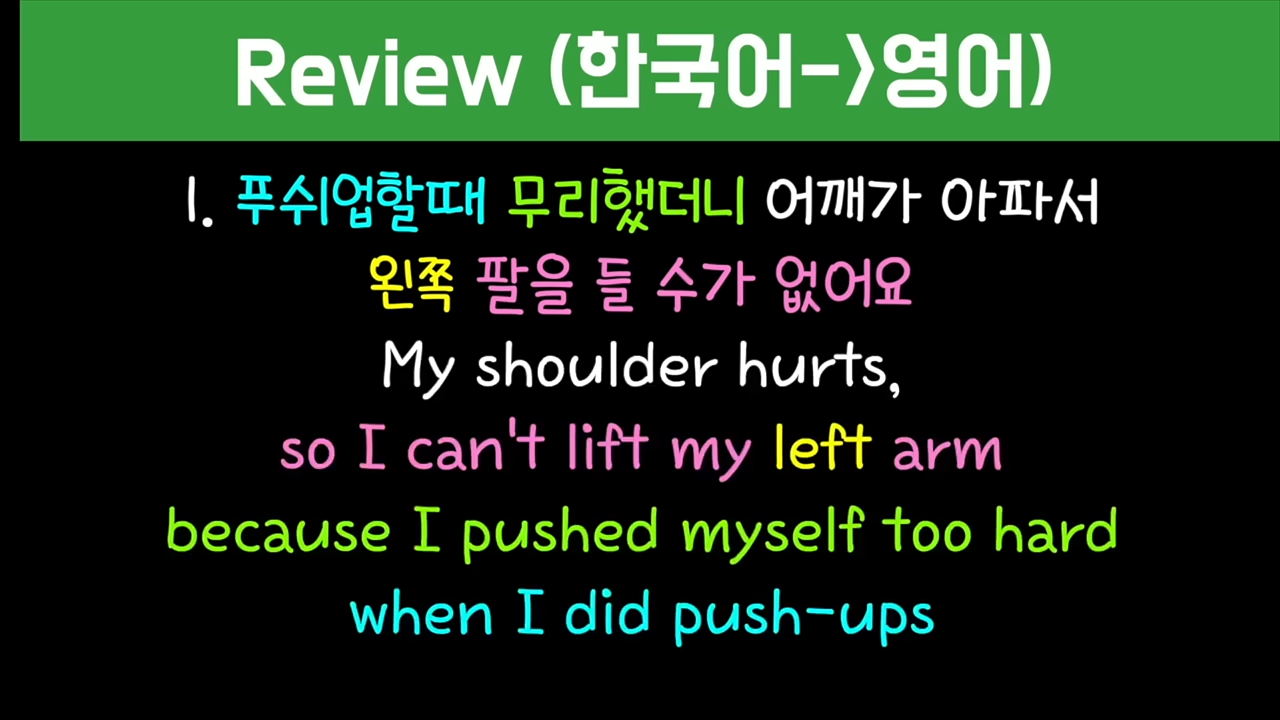 Review (한국어->영어)
1. 푸쉬업할때 무리했더니 어깨가 아파서
왼쪽 팔을 들 수가 없어요
My shoulder hurts,
so I can't lift my left arm
because I pushed myself too hard
when I did push-ups